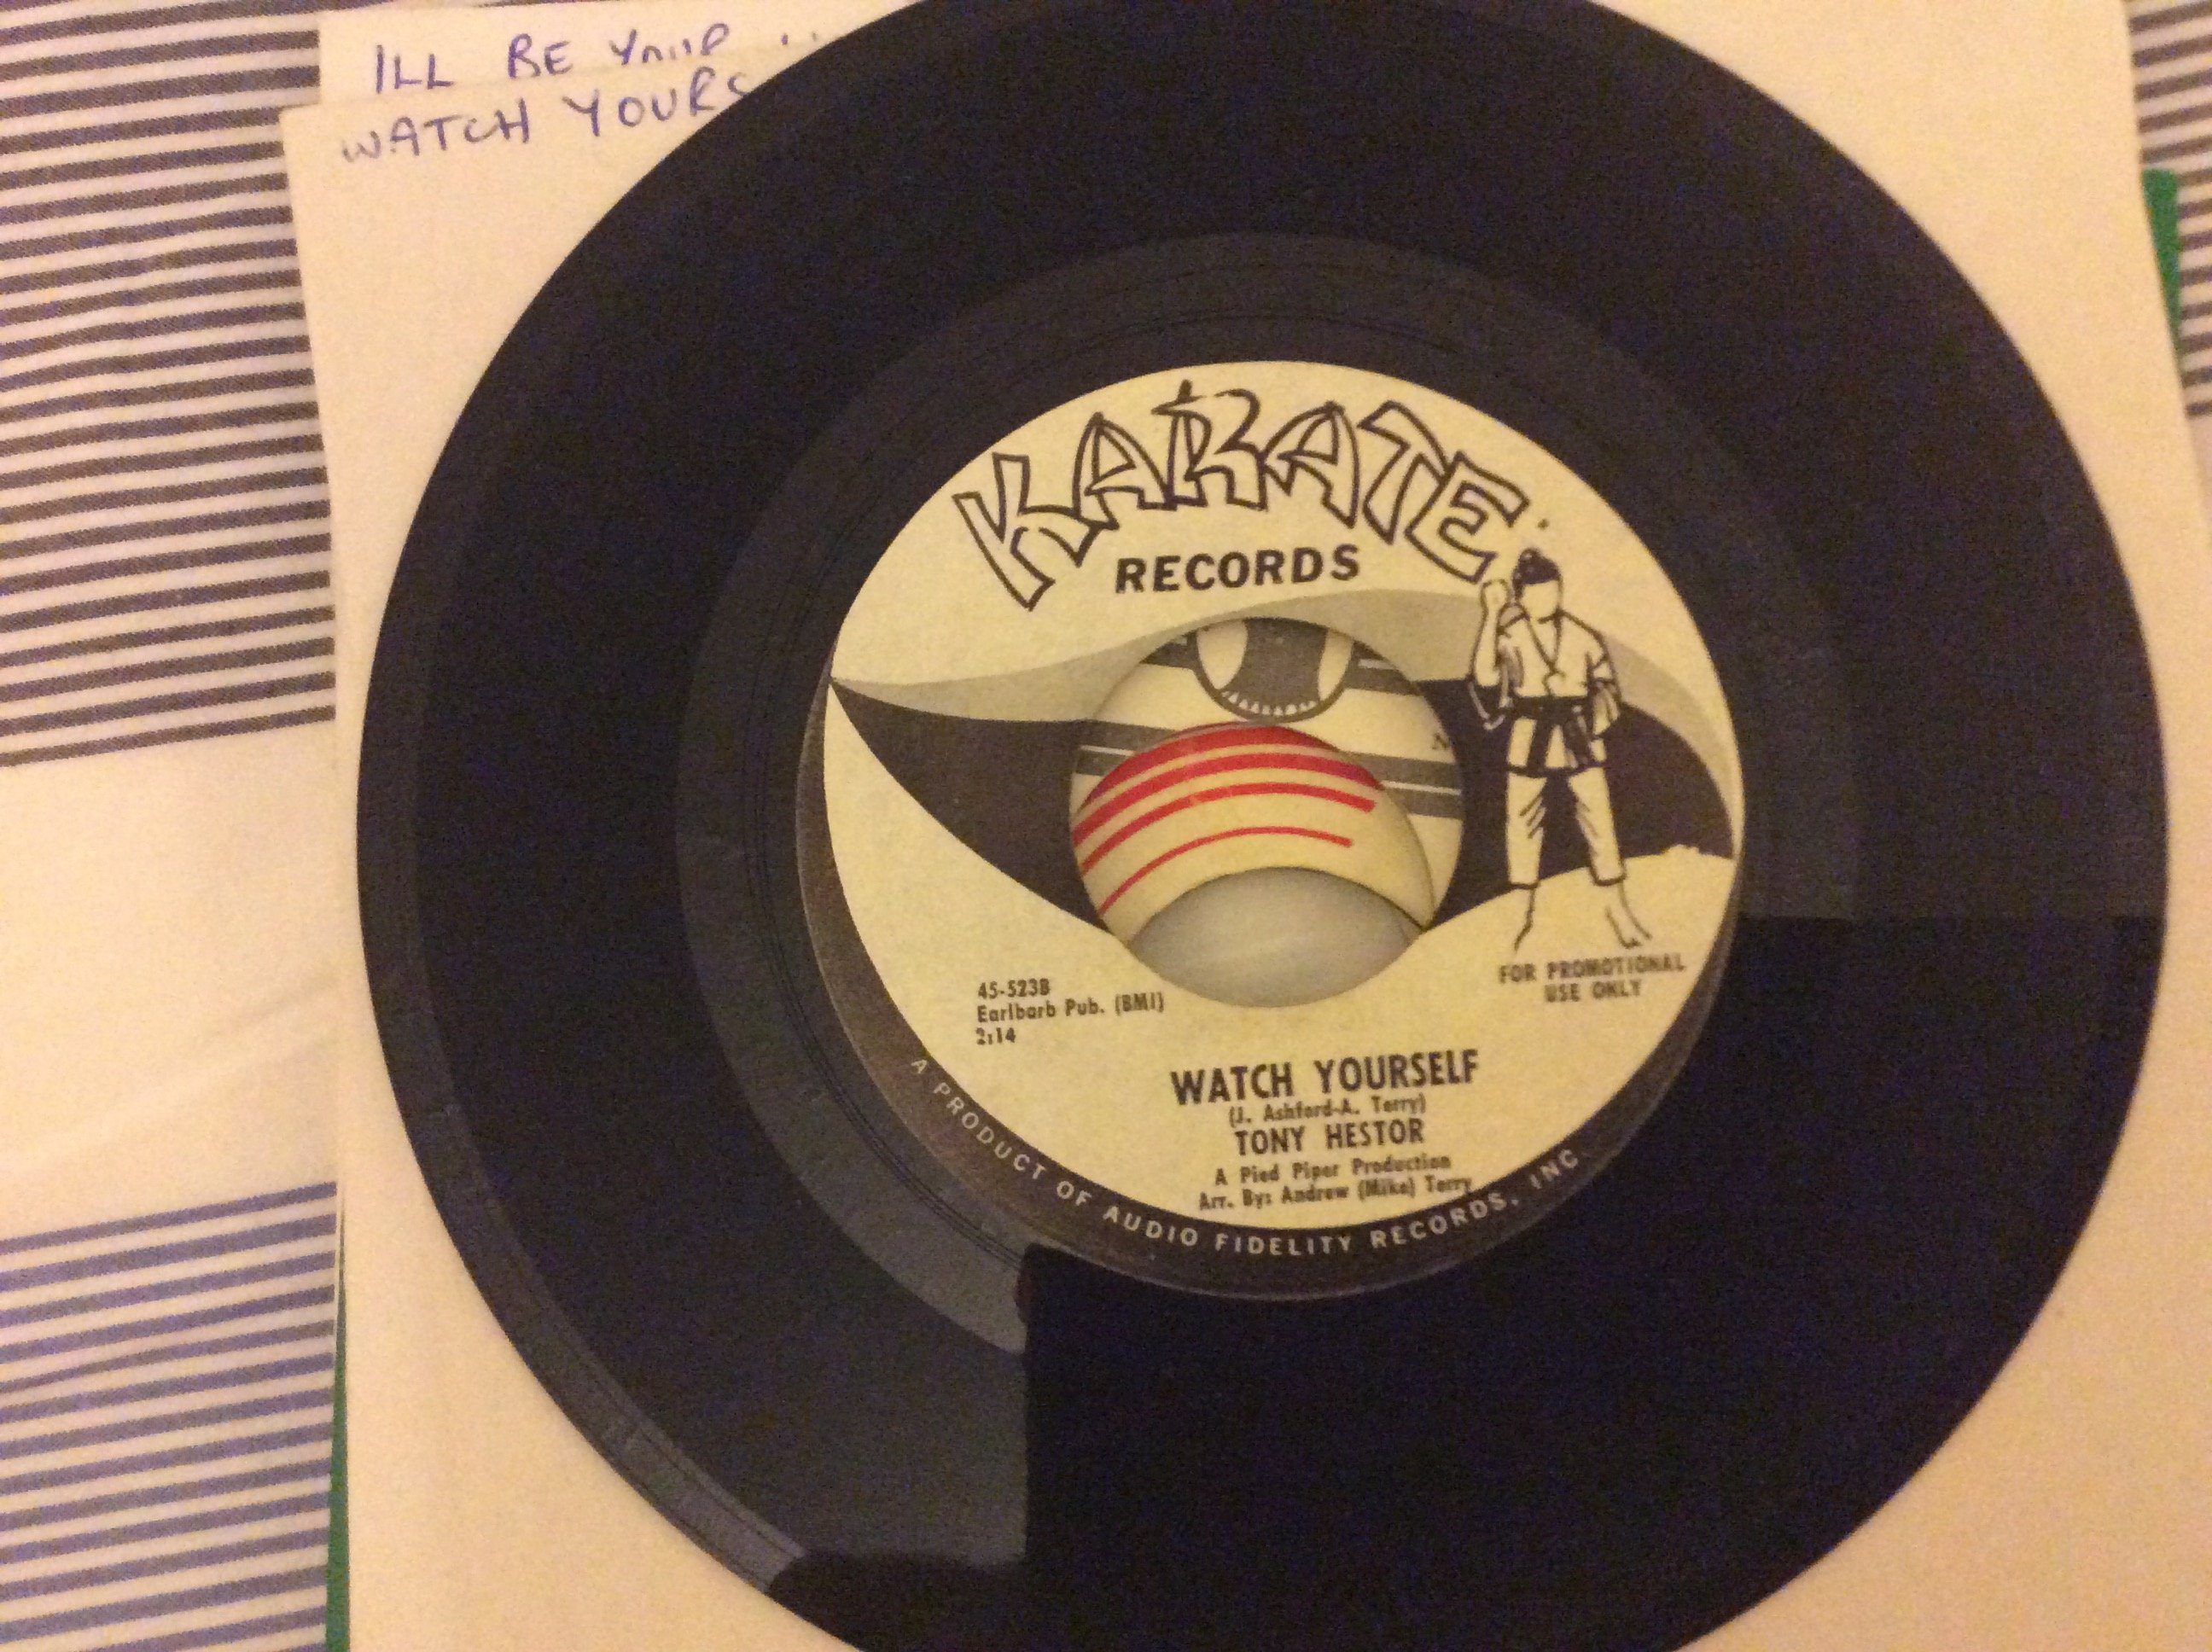 ILL BE YOUR
WATCH YOURS
KARATE
RECORDS
45-523B
Earlbarb Pub. (BMI)
2:14
FOR PROMOTIONAL
USE ONLY
WATCH YOURSELF
(J. Ashford-A. Terry)
TONY HESTOR
A Pied Piper Production
Arr. By: Andrew (Mike) Terry
A PRODUCT OF AUDIO FIDELITY RECORDS, INC.